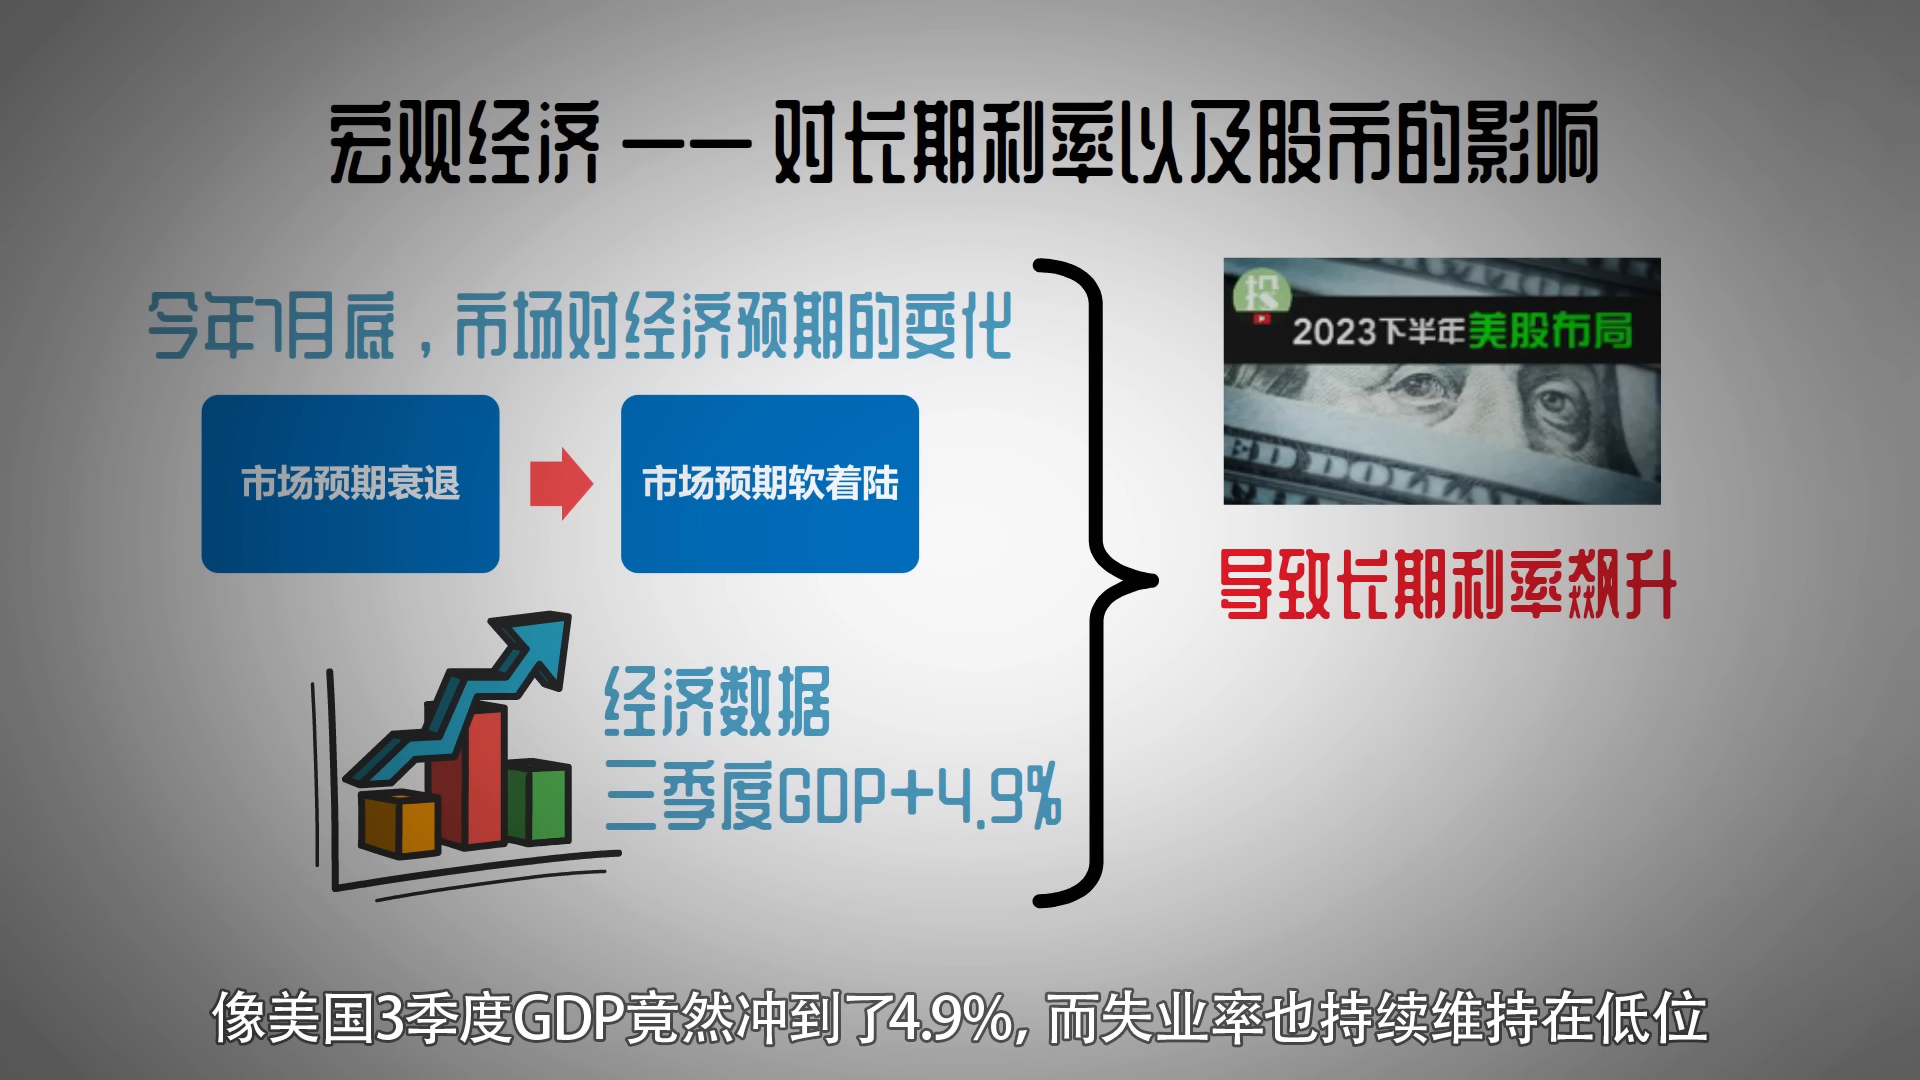 宏观经济 —— 对长期利率以及股市的影响
今年7月底，市场对经济预期的变化
市场预期衰退
市场预期软着陆
经济数据
三季度GDP+4.9%
投
2023下半年美股布局
ED DOLLA
导致长期利率飙升
像美国3季度GDP竟然冲到了4.9%, 而失业率也持续维持在低位